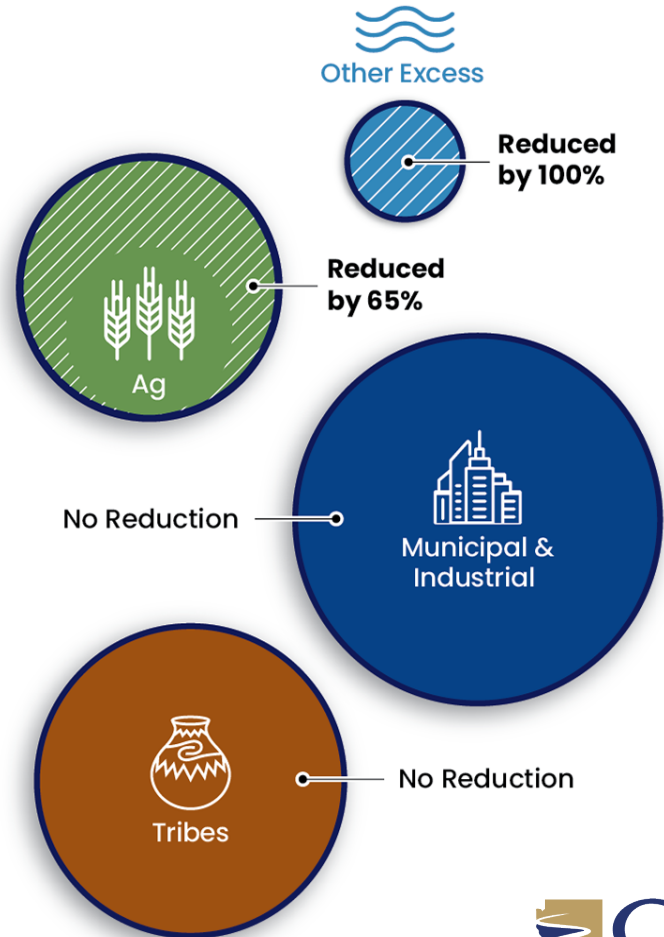 Other Excess
Reduced
by 100%
Reduced
by 65%
Ag
No Reduction
Municipal &
Industrial
No Reduction
Tribes